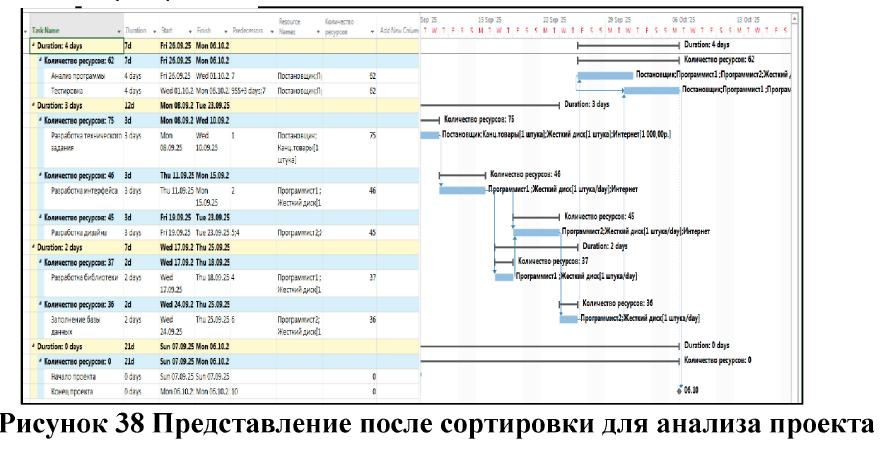 Task Name Duration Start Finish Predecessors Resource Names Количество ресурсов Add New Column
Sep '25 15 Sep '25 22 Sep '25 29 Sep '25 06 Oct '25 13 Oct '25
Duration: 4 days 7d Fri 26.09.25 Mon 06.10.2 Duration: 4 days
Количество ресурсов: 62 7d Fri 26.09.25 Mon 06.10.2 Количество ресурсов: 62
Анализ программы 4 days Fri 26.09.25 Wed 01.10.2 7 Постановщик;П 62 Постановщик;Программист1 ;Программист2;Жесткий
Тестировка 4 days Wed 01.10.2 Mon 06.10.2 9SS+3 days;7 Постановщик;П 62 Постановщик;Программист1 ;Програм
Duration: 3 days 12d Mon 08.09.2 Tue 23.09.25 Duration: 3 days
Количество ресурсов: 75 3d Mon 08.09.2 Wed 10.09.2 Количество ресурсов: 75
Разработка технического задания 3 days Mon 08.09.25 Wed 10.09.25 1 Постановщик; Канц.товары[1 штука] 75 Постановщик;Канц.товары[1 штука];Жесткий диск[1 штука];Интернет[1 000,00р.]
Количество ресурсов: 46 3d Thu 11.09.25 Mon 15.09.2 Количество ресурсов: 46
Разработка интерфейса 3 days Thu 11.09.25 Mon 15.09.25 2 Программист1 ; Жесткий диск[1 46 Программист1 ;Жесткий диск[1 штука/day];Интернет
Количество ресурсов: 45 3d Fri 19.09.25 Tue 23.09.25 Количество ресурсов: 45
Разработка дизайна 3 days Fri 19.09.25 Tue 23.09.25 5;4 Программист2;Ж 45 Программист2;Жесткий диск[1 штука/day];Интернет
Duration: 2 days 7d Wed 17.09.2 Thu 25.09.25 Duration: 2 days
Количество ресурсов: 37 2d Wed 17.09.2 Thu 18.09.25 Количество ресурсов: 37
Разработка библиотеки 2 days Wed 17.09.25 Thu 18.09.25 4 Программист1 ; Жесткий диск[1 37 Программист1 ;Жесткий диск[1 штука/day]
Количество ресурсов: 36 2d Wed 24.09.2 Thu 25.09.25 Количество ресурсов: 36
Заполнение базы данных 2 days Wed 24.09.25 Thu 25.09.25 6 Программист2; Жесткий диск[1 36 Программист2;Жесткий диск[1 штука/day]
Duration: 0 days 21d Sun 07.09.25 Mon 06.10.2 Duration: 0 days
Количество ресурсов: 0 21d Sun 07.09.25 Mon 06.10.2 Количество ресурсов: 0
Начало проекта 0 days Sun 07.09.25 Sun 07.09.25 0
Конец проекта 0 days Mon 06.10.2 Mon 06.10.2 10 0 06.10
Рисунок 38 Представление после сортировки для анализа проекта